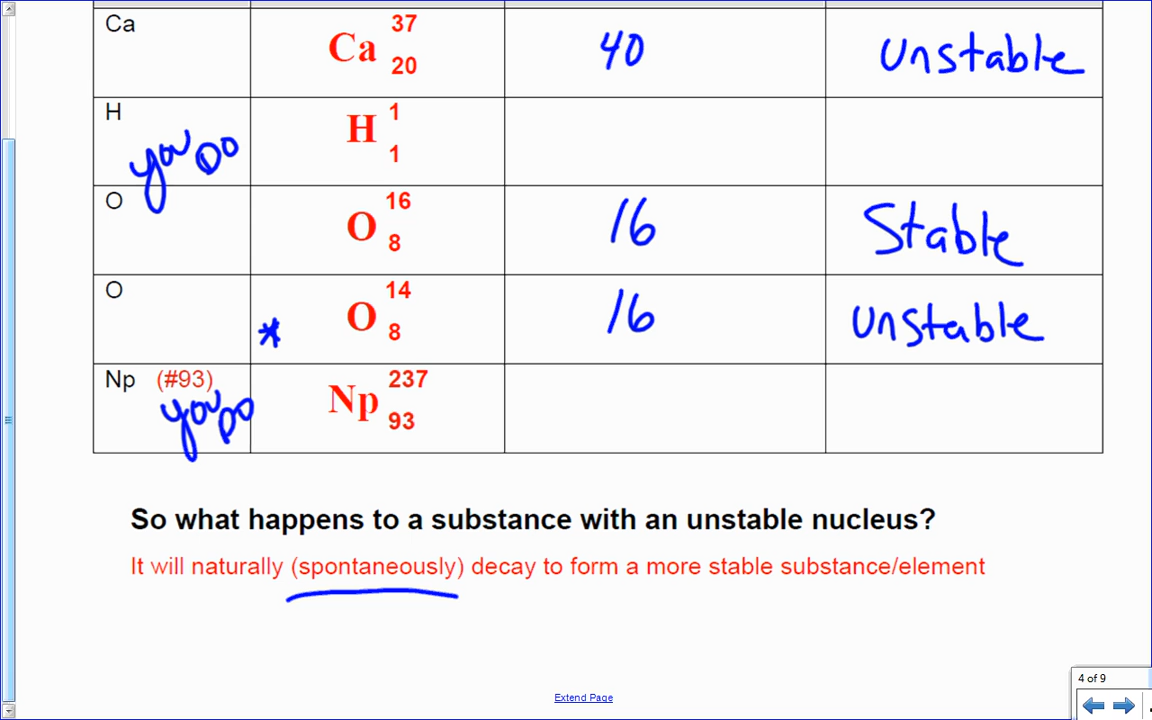 Ca Ca 37 20 40 Unstable
H H 1 1
you DO
O O 16 8 16 Stable
O * O 14 8 16 Unstable
Np (#93) Np 237 93
you DO
So what happens to a substance with an unstable nucleus?
It will naturally (spontaneously) decay to form a more stable substance/element
Extend Page
4 of 9